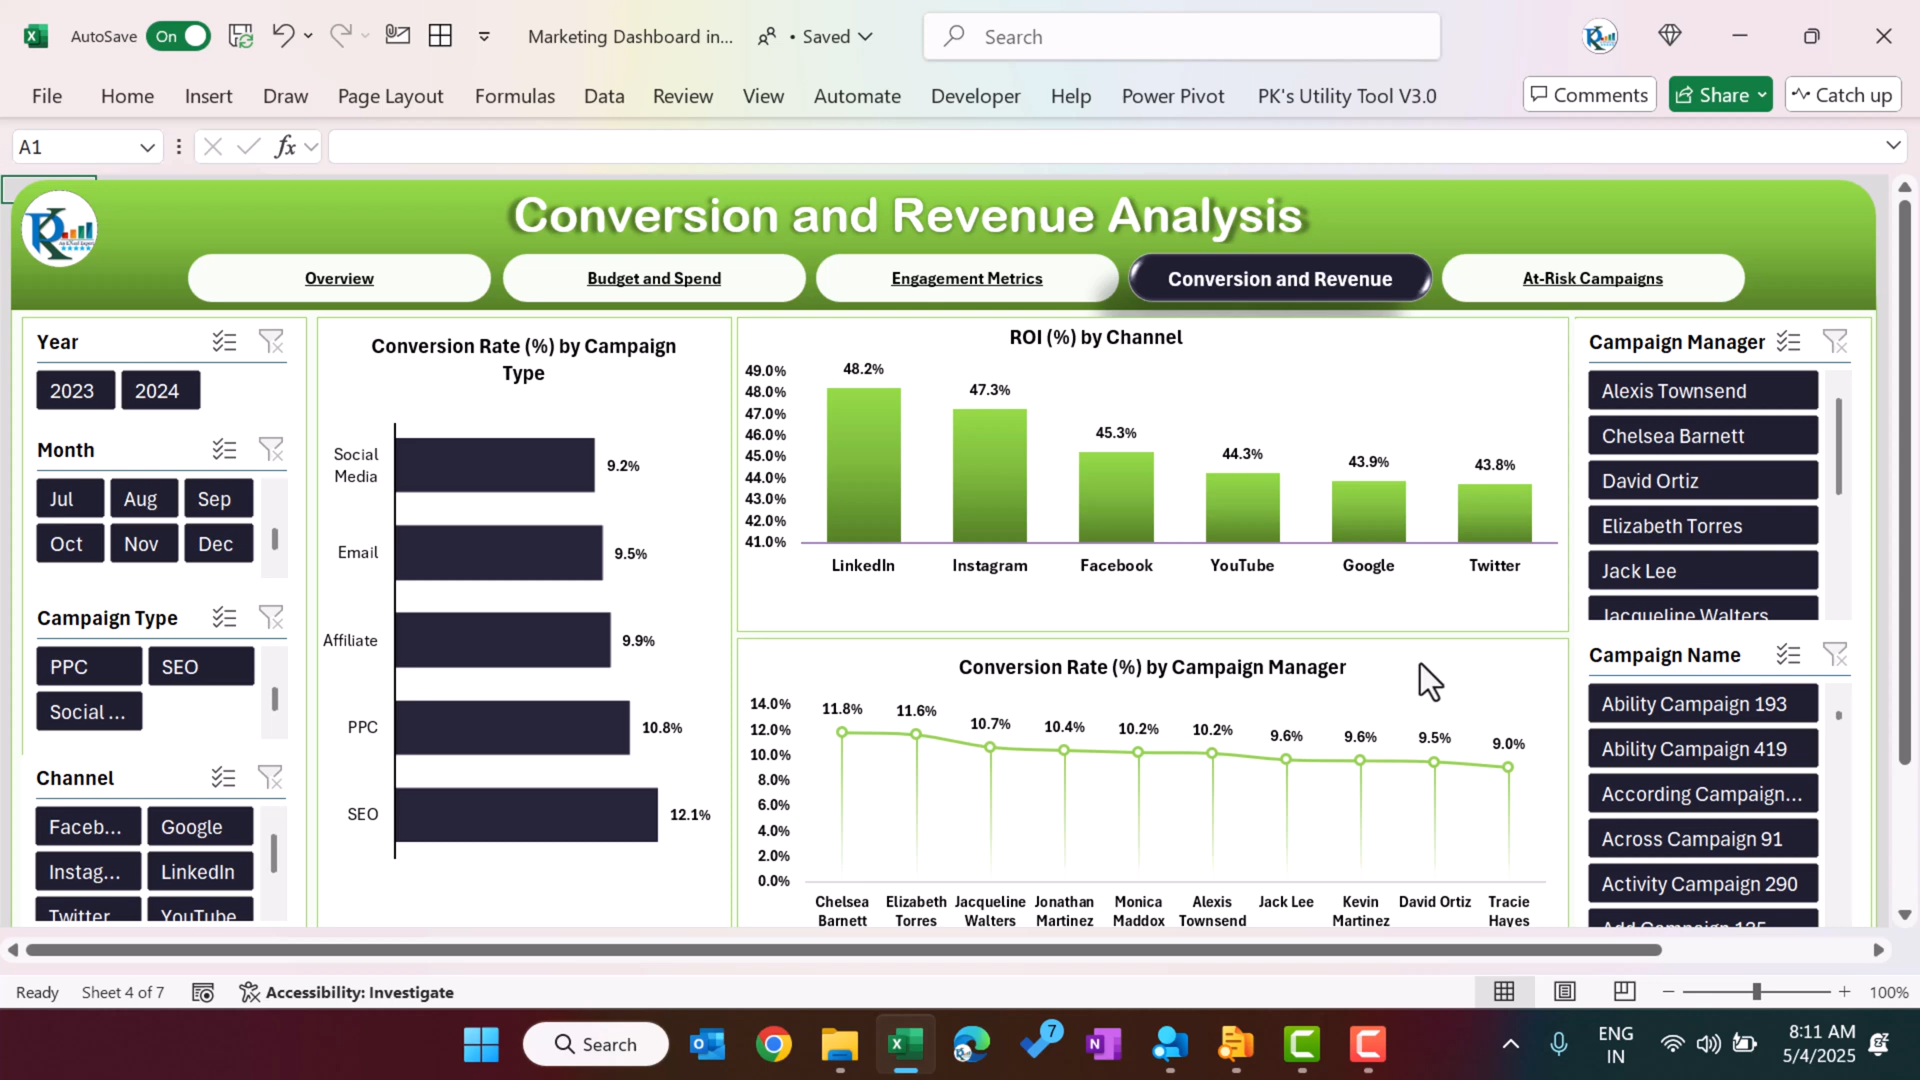 AutoSave On
Marketing Dashboard in... • Saved
Search
File Home Insert Draw Page Layout Formulas Data Review View Automate Developer Help Power Pivot PK's Utility Tool V3.0
Comments Share Catch up
A1
fx
Conversion and Revenue Analysis
Overview
Budget and Spend
Engagement Metrics
Conversion and Revenue
At-Risk Campaigns
Year
2023 2024
Month
Jul Aug Sep
Oct Nov Dec
Campaign Type
PPC SEO
Social ...
Channel
Faceb... Google
Instag... LinkedIn
Twitter YouTube
Conversion Rate (%) by Campaign
Type
Social
Media
9.2%
Email
9.5%
Affiliate
9.9%
PPC
10.8%
SEO
12.1%
ROI (%) by Channel
49.0%
48.0%
47.0%
46.0%
45.0%
44.0%
43.0%
42.0%
41.0%
48.2% 47.3% 45.3% 44.3% 43.9% 43.8%
LinkedIn Instagram Facebook YouTube Google Twitter
Conversion Rate (%) by Campaign Manager
14.0%
12.0%
10.0%
8.0%
6.0%
4.0%
2.0%
0.0%
11.8% 11.6% 10.7% 10.4% 10.2% 10.2% 9.6% 9.6% 9.5% 9.0%
Chelsea Elizabeth Jacqueline Jonathan Monica Alexis Jack Lee Kevin David Ortiz Tracie
Barnett Torres Walters Martinez Maddox Townsend Martinez Hayes
Campaign Manager
Alexis Townsend
Chelsea Barnett
David Ortiz
Elizabeth Torres
Jack Lee
Jacqueline Walters
Campaign Name
Ability Campaign 193
Ability Campaign 419
According Campaign...
Across Campaign 91
Activity Campaign 290
Add Campaign 125
Ready Sheet 4 of 7 Accessibility: Investigate
100%
Search
7
ENG
IN
8:11 AM
5/4/2025